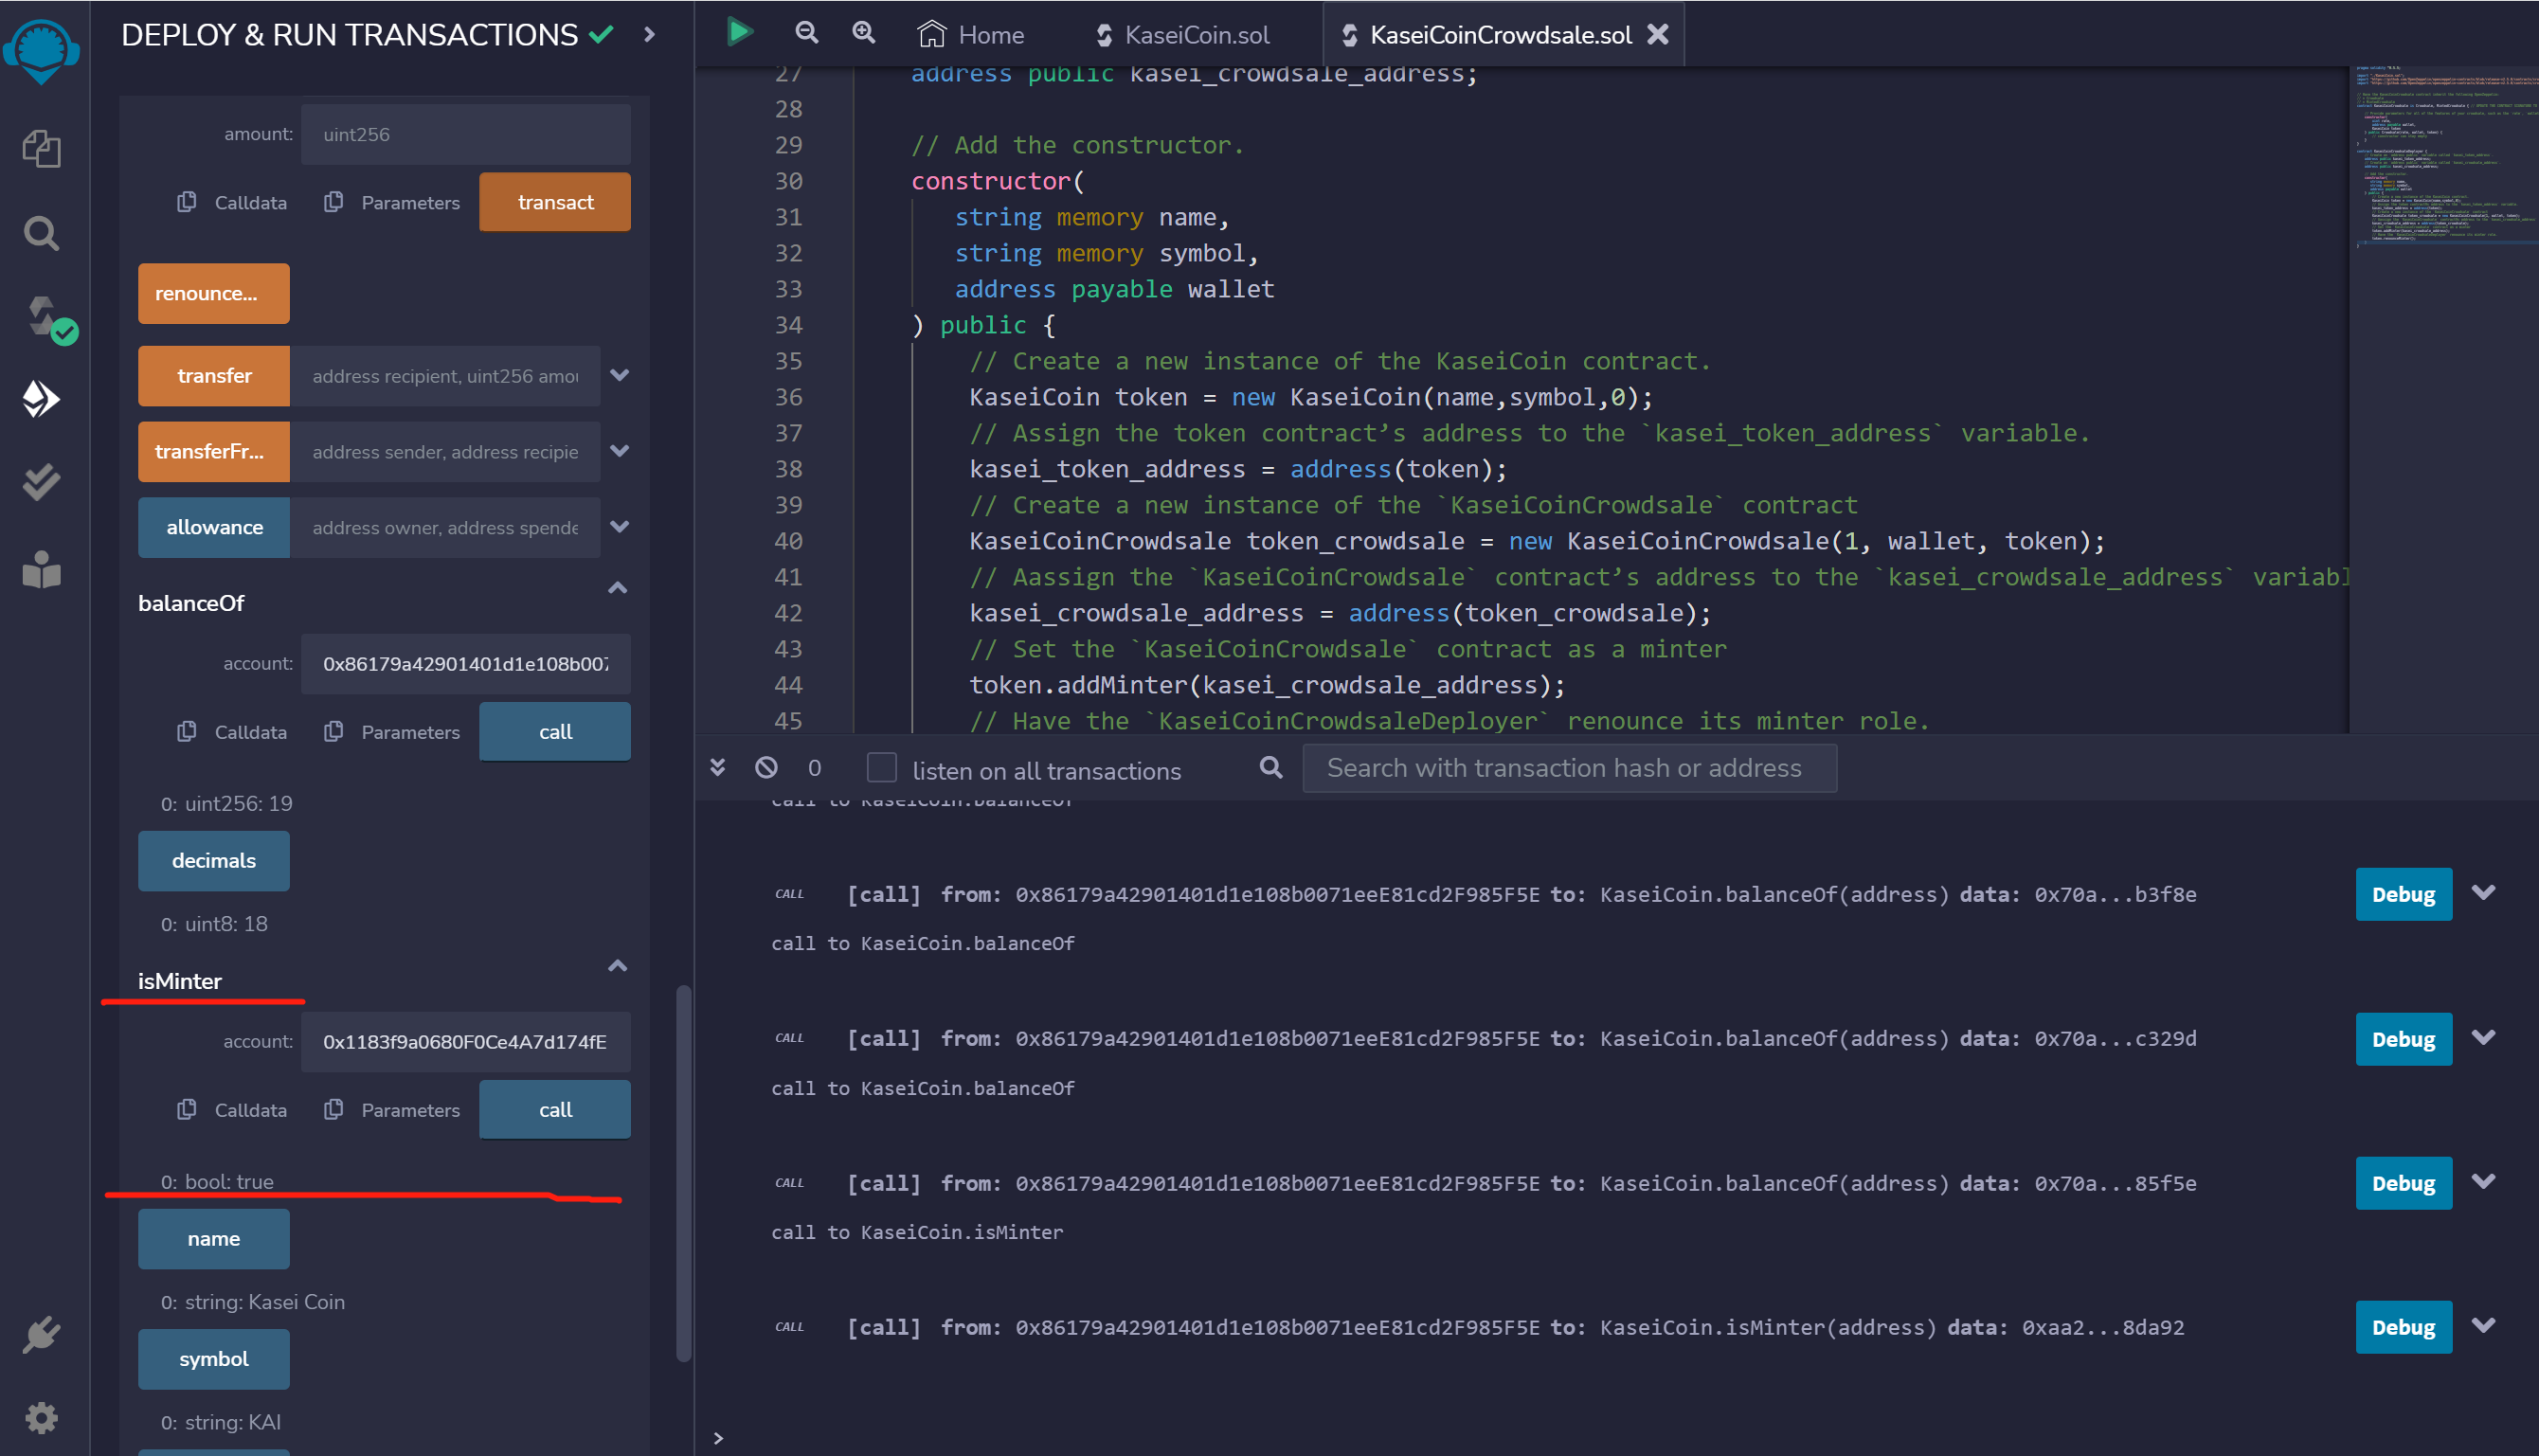 DEPLOY & RUN TRANSACTIONS
amount: uint256
Calldata Parameters transact
renounce...
transfer address recipient, uint256 amou
transferFr... address sender, address recipie
allowance address owner, address spende
balanceOf
account: 0x86179a42901401d1e108b007
Calldata Parameters call
0: uint256: 19
decimals
0: uint8: 18
isMinter
account: 0x1183f9a0680F0Ce4A7d174fE
Calldata Parameters call
0: bool: true
name
0: string: Kasei Coin
symbol
0: string: KAI
Home KaseiCoin.sol KaseiCoinCrowdsale.sol
27 address public kasei_crowdsale_address;
28
29 // Add the constructor.
30 constructor(
31 string memory name,
32 string memory symbol,
33 address payable wallet
34 ) public {
35 // Create a new instance of the KaseiCoin contract.
36 KaseiCoin token = new KaseiCoin(name,symbol,0);
37 // Assign the token contract’s address to the `kasei_token_address` variable.
38 kasei_token_address = address(token);
39 // Create a new instance of the `KaseiCoinCrowdsale` contract
40 KaseiCoinCrowdsale token_crowdsale = new KaseiCoinCrowdsale(1, wallet, token);
41 // Aassign the `KaseiCoinCrowdsale` contract’s address to the `kasei_crowdsale_address` variabl
42 kasei_crowdsale_address = address(token_crowdsale);
43 // Set the `KaseiCoinCrowdsale` contract as a minter
44 token.addMinter(kasei_crowdsale_address);
45 // Have the `KaseiCoinCrowdsaleDeployer` renounce its minter role.
0 listen on all transactions Search with transaction hash or address
call to KaseiCoin.balanceOf
CALL [call] from: 0x86179a42901401d1e108b0071eeE81cd2F985F5E to: KaseiCoin.balanceOf(address) data: 0x70a...b3f8e Debug
call to KaseiCoin.balanceOf
CALL [call] from: 0x86179a42901401d1e108b0071eeE81cd2F985F5E to: KaseiCoin.balanceOf(address) data: 0x70a...c329d Debug
call to KaseiCoin.balanceOf
CALL [call] from: 0x86179a42901401d1e108b0071eeE81cd2F985F5E to: KaseiCoin.balanceOf(address) data: 0x70a...85f5e Debug
call to KaseiCoin.isMinter
CALL [call] from: 0x86179a42901401d1e108b0071eeE81cd2F985F5E to: KaseiCoin.isMinter(address) data: 0xaa2...8da92 Debug
>